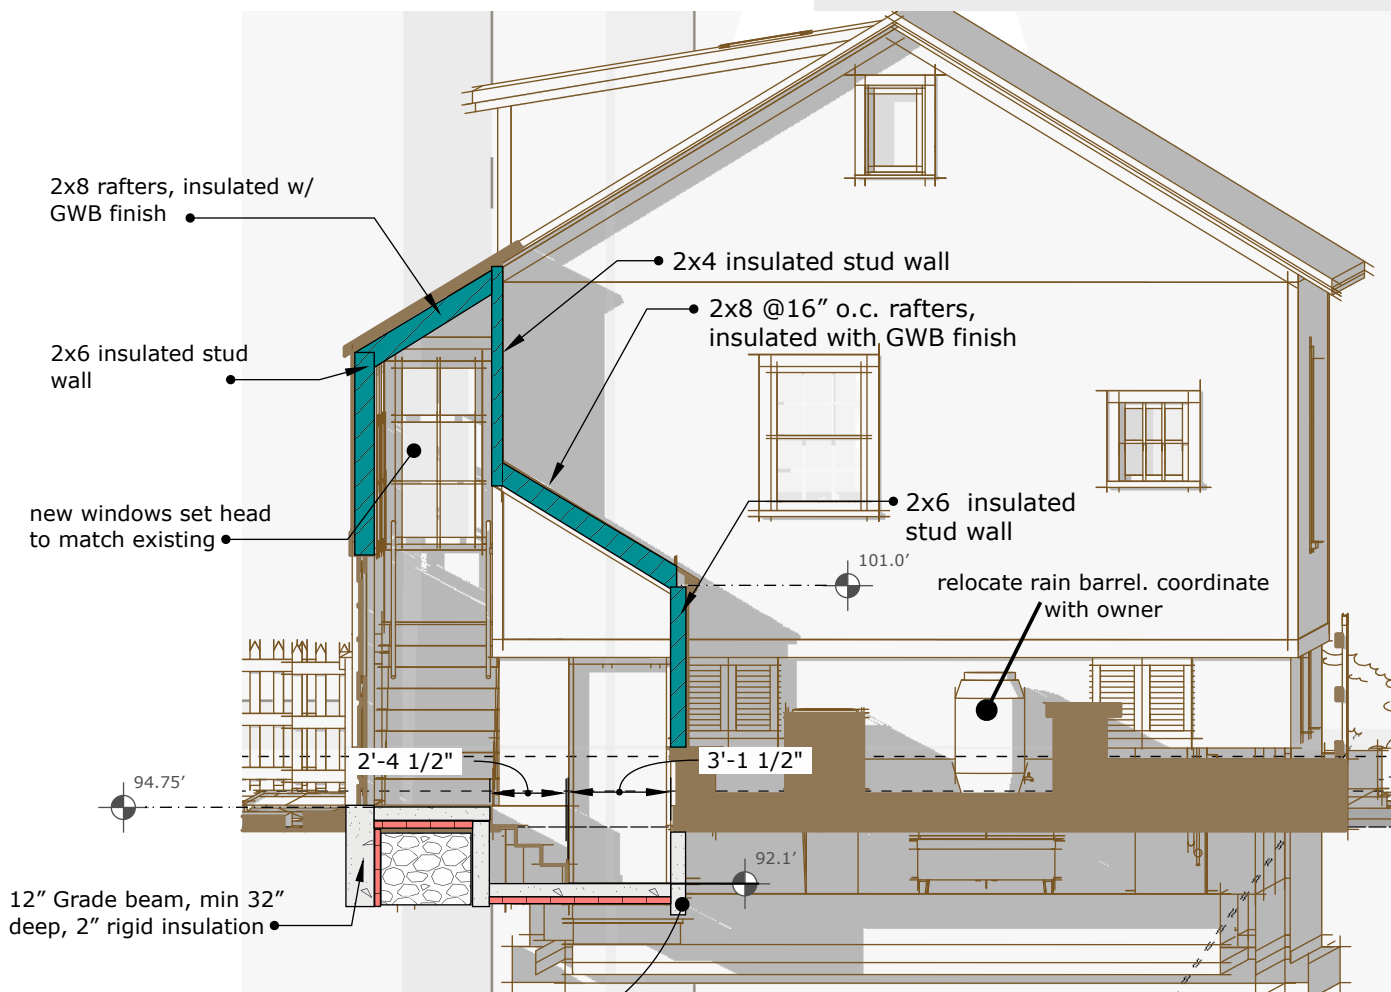 2x8 rafters, insulated w/
GWB finish
2x4 insulated stud wall
2x8 @16” o.c. rafters,
insulated with GWB finish
2x6 insulated stud
wall
new windows set head
to match existing
2x6  insulated
stud wall
101.0’
relocate rain barrel. coordinate
with owner
2'-4 1/2"
3'-1 1/2"
94.75’
92.1’
12” Grade beam, min 32”
deep, 2” rigid insulation